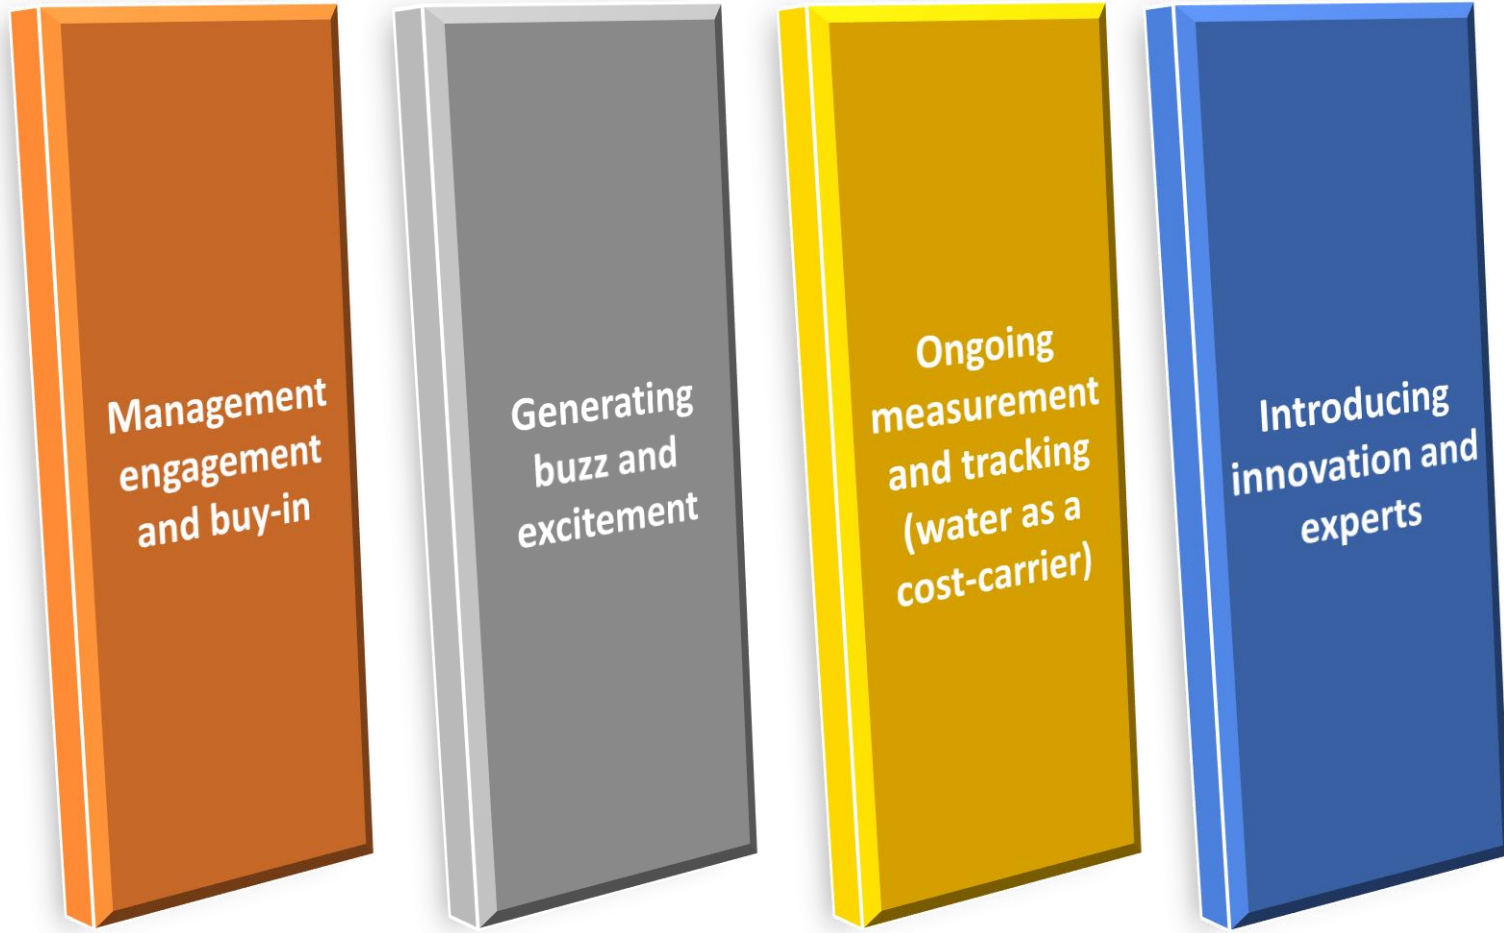 Management
engagement
and buy-in
Generating
buzz and
excitement
Ongoing
measurement
and tracking
(water as a
cost-carrier)
Introducing
innovation and
experts